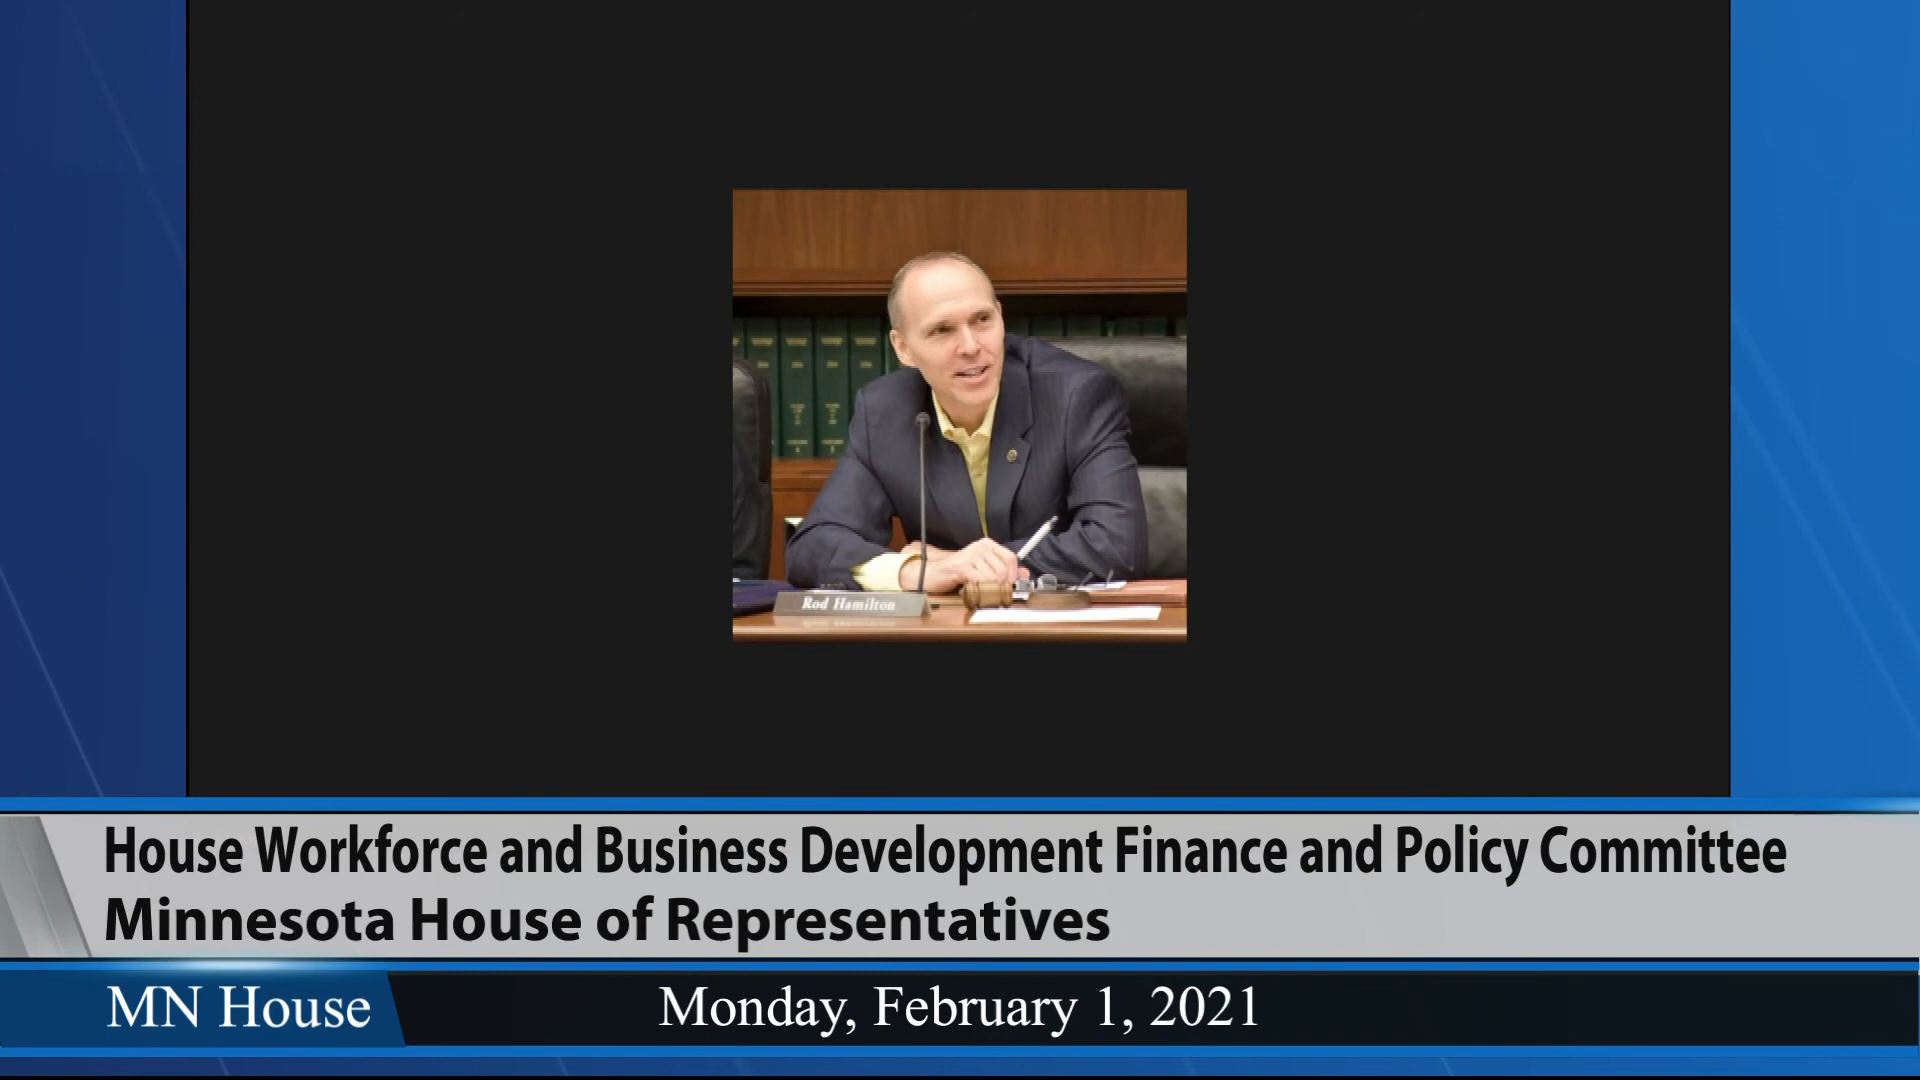 Rod Hamilton
House Workforce and Business Development Finance and Policy Committee
Minnesota House of Representatives
MN House
Monday, February 1, 2021